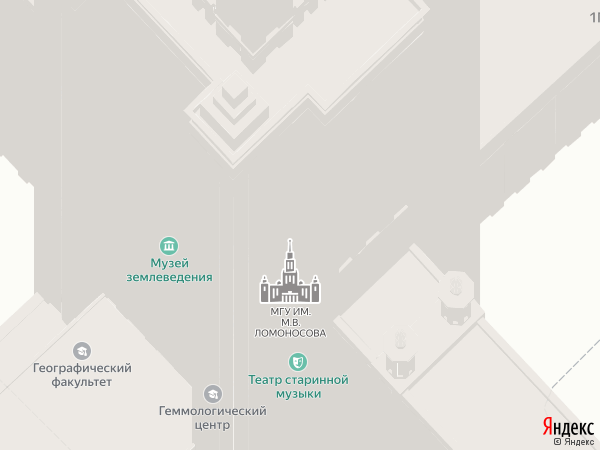 Музей
землеведения
МГУ ИМ.
М.В.
ЛОМОНОСОВА
Географический
факультет
Театр старинной
музыки
Геммологический
центр
Яндекс
© Яндекс